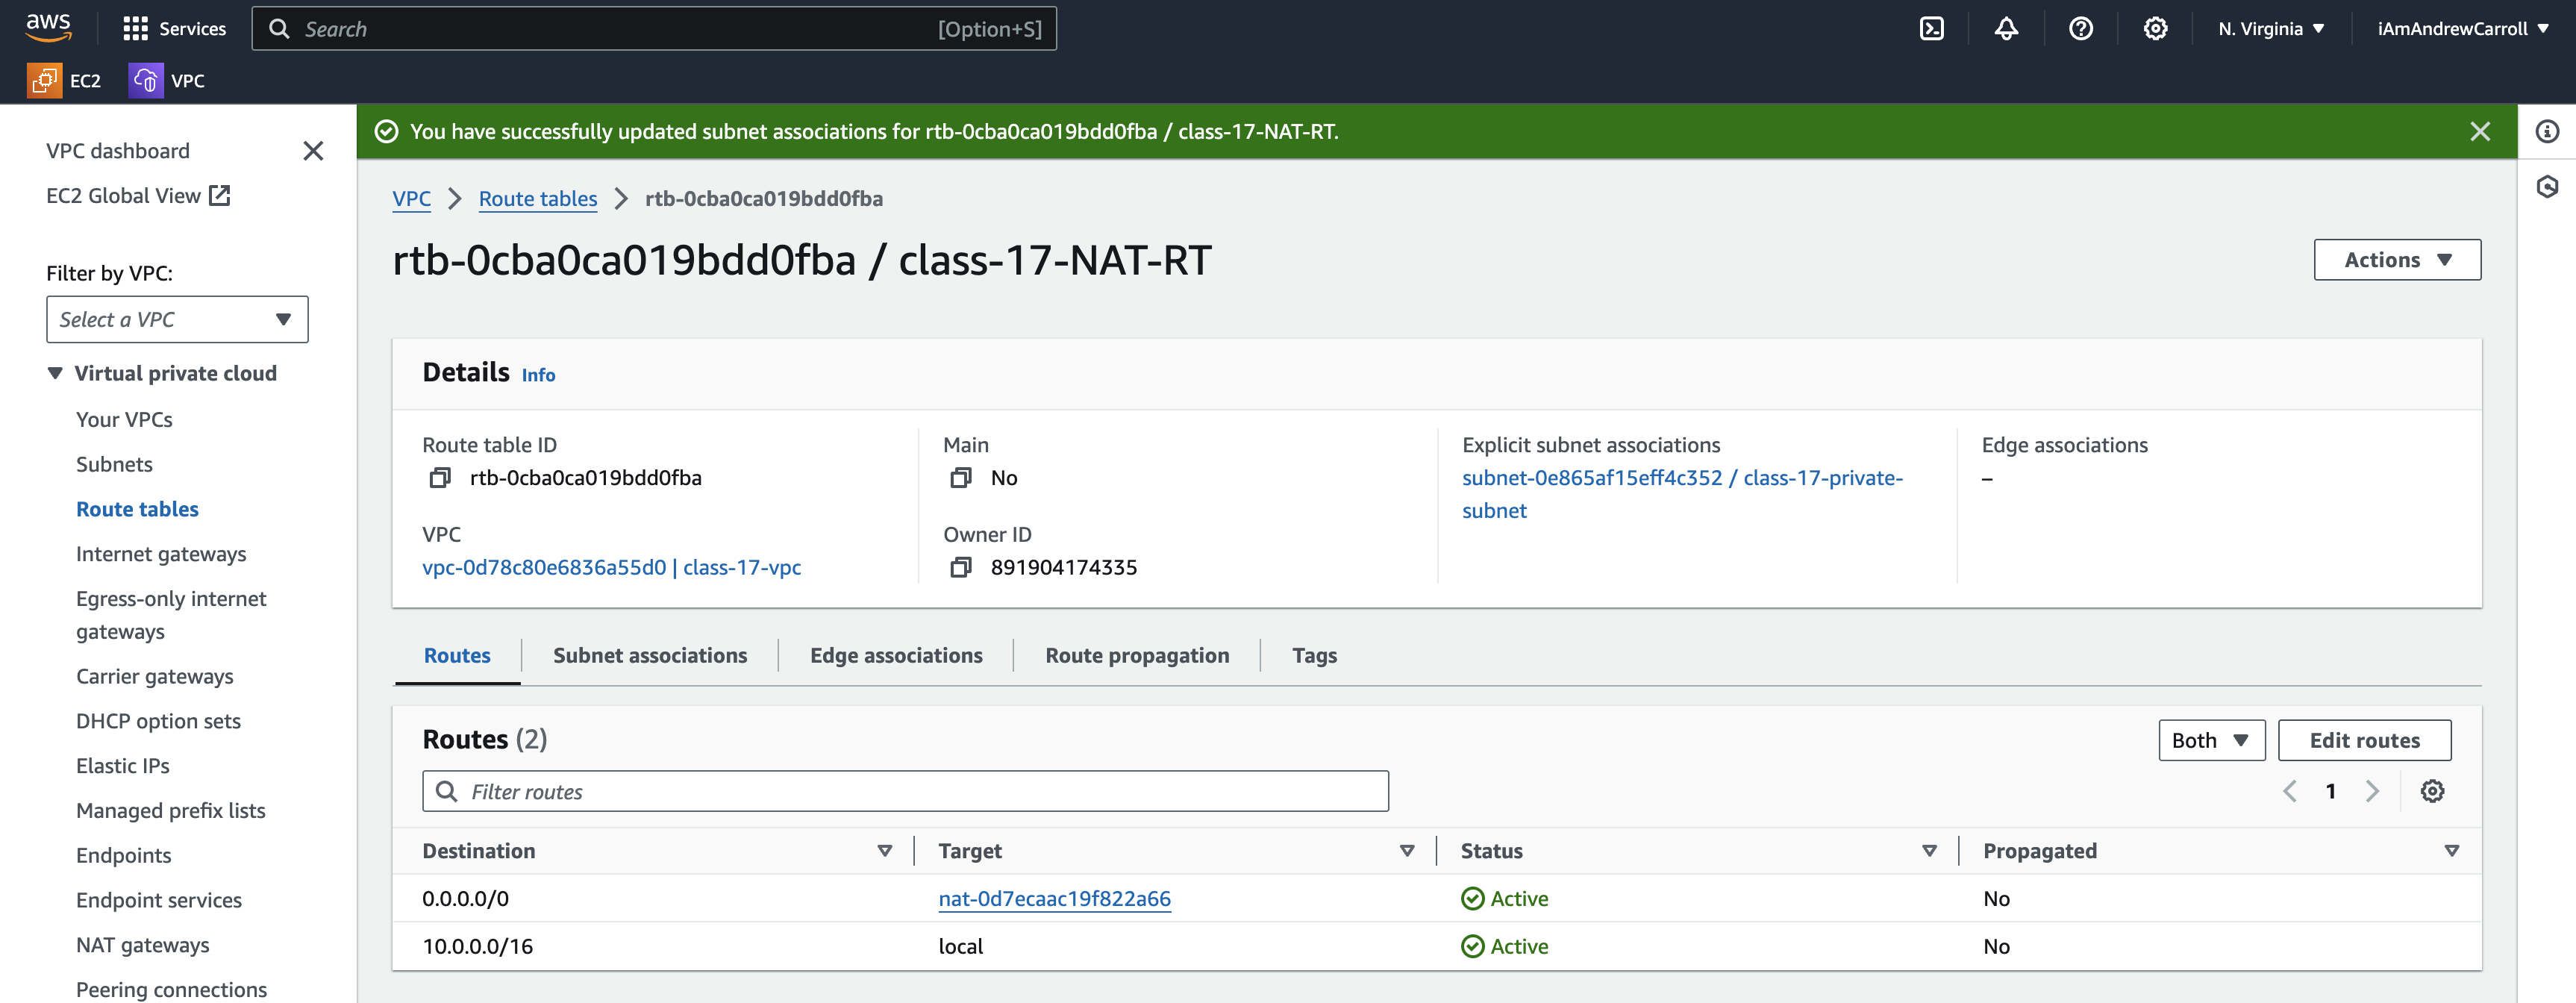 aws
Services
Search
[Option+S]
N. Virginia
iAmAndrewCarroll
EC2
VPC
VPC dashboard
EC2 Global View
Filter by VPC:
Select a VPC
Virtual private cloud
Your VPCs
Subnets
Route tables
Internet gateways
Egress-only internet
gateways
Carrier gateways
DHCP option sets
Elastic IPs
Managed prefix lists
Endpoints
Endpoint services
NAT gateways
Peering connections
You have successfully updated subnet associations for rtb-0cba0ca019bdd0fba / class-17-NAT-RT.
VPC
Route tables
rtb-0cba0ca019bdd0fba
rtb-0cba0ca019bdd0fba / class-17-NAT-RT
Actions
Details Info
Route table ID
rtb-0cba0ca019bdd0fba
VPC
vpc-0d78c80e6836a55d0 | class-17-vpc
Main
No
Owner ID
891904174335
Explicit subnet associations
subnet-0e865af15eff4c352 / class-17-private-
subnet
Edge associations
–
Routes
Subnet associations
Edge associations
Route propagation
Tags
Routes (2)
Both
Edit routes
Filter routes
1
Destination
Target
Status
Propagated
0.0.0.0/0
nat-0d7ecaac19f822a66
Active
No
10.0.0.0/16
local
Active
No